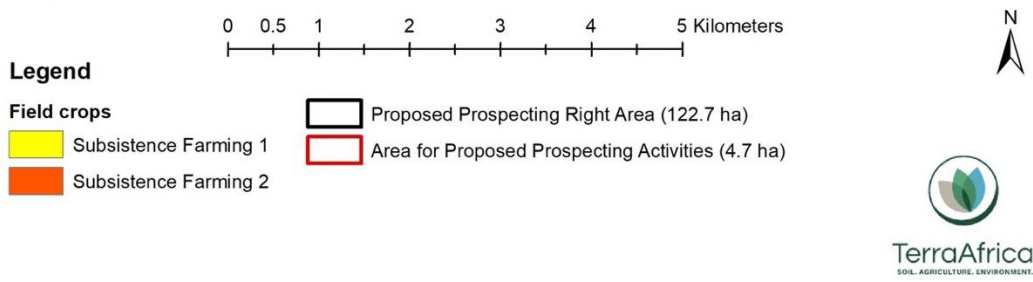 0 0.5 1 2 3 4 5 Kilometers
N
Legend
Field crops
Subsistence Farming 1
Subsistence Farming 2
Proposed Prospecting Right Area (122.7 ha)
Area for Proposed Prospecting Activities (4.7 ha)
TerraAfrica
SOIL. AGRICULTURE. ENVIRONMENT.